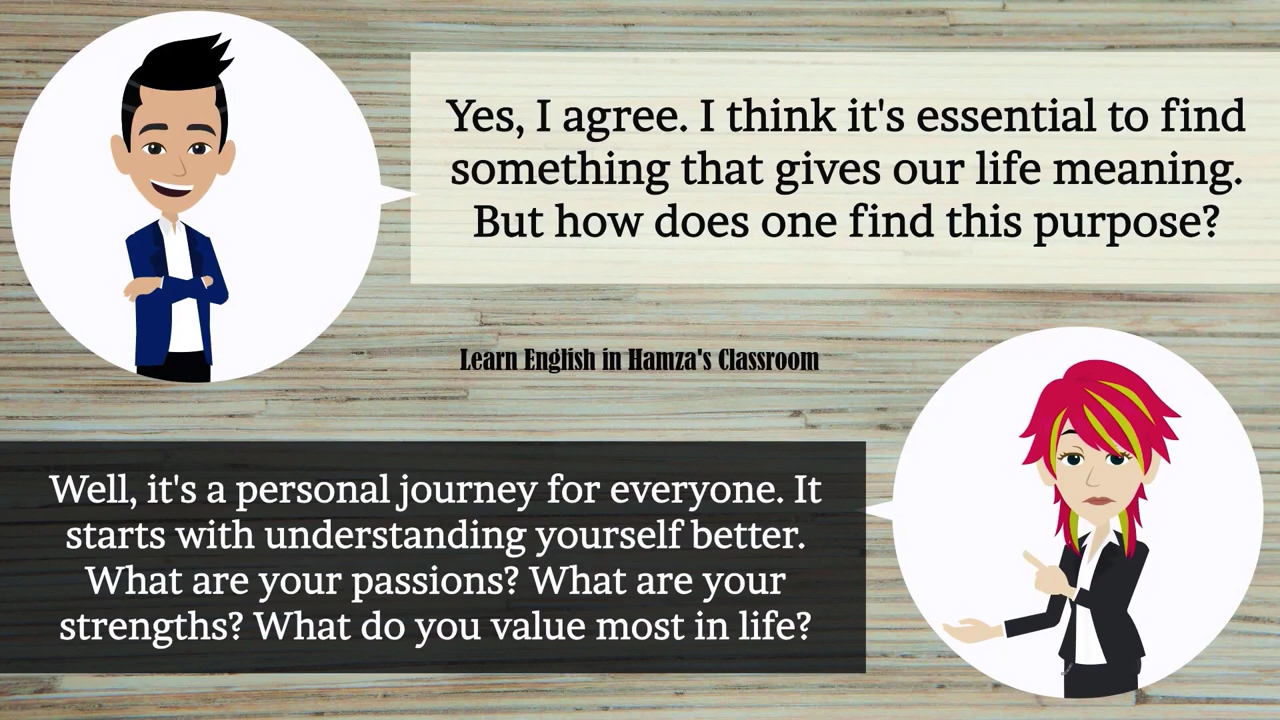 Yes, I agree. I think it's essential to find
something that gives our life meaning.
But how does one find this purpose?
Learn English in Hamza's Classroom
Well, it's a personal journey for everyone. It
starts with understanding yourself better.
What are your passions? What are your
strengths? What do you value most in life?